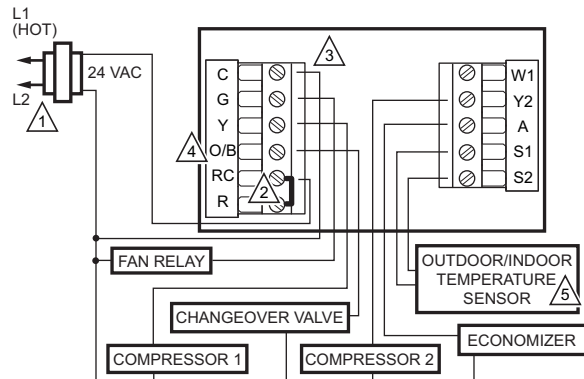 L1
(HOT)
L2
1
24 VAC
3
C
G
Y
O/B
RC
R
4
2
W1
Y2
A
S1
S2
FAN RELAY
OUTDOOR/INDOOR
TEMPERATURE
SENSOR
5
CHANGEOVER VALVE
ECONOMIZER
COMPRESSOR 1
COMPRESSOR 2